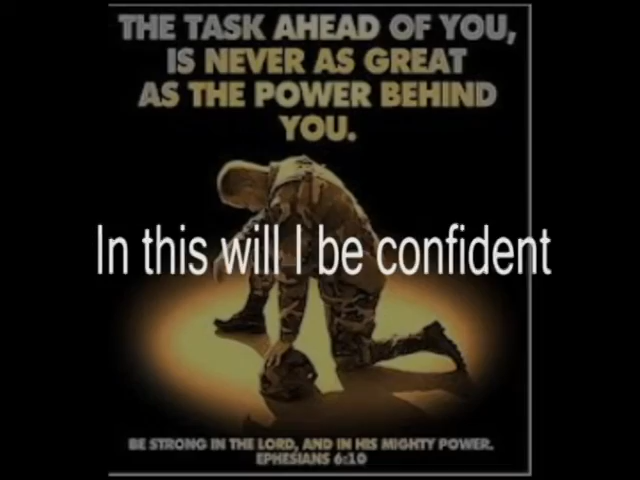 THE TASK AHEAD OF YOU,
IS NEVER AS GREAT
AS THE POWER BEHIND
YOU.
In this will I be confident
BE STRONG IN THE LORD, AND IN HIS MIGHTY POWER.
EPHESIANS 6:10